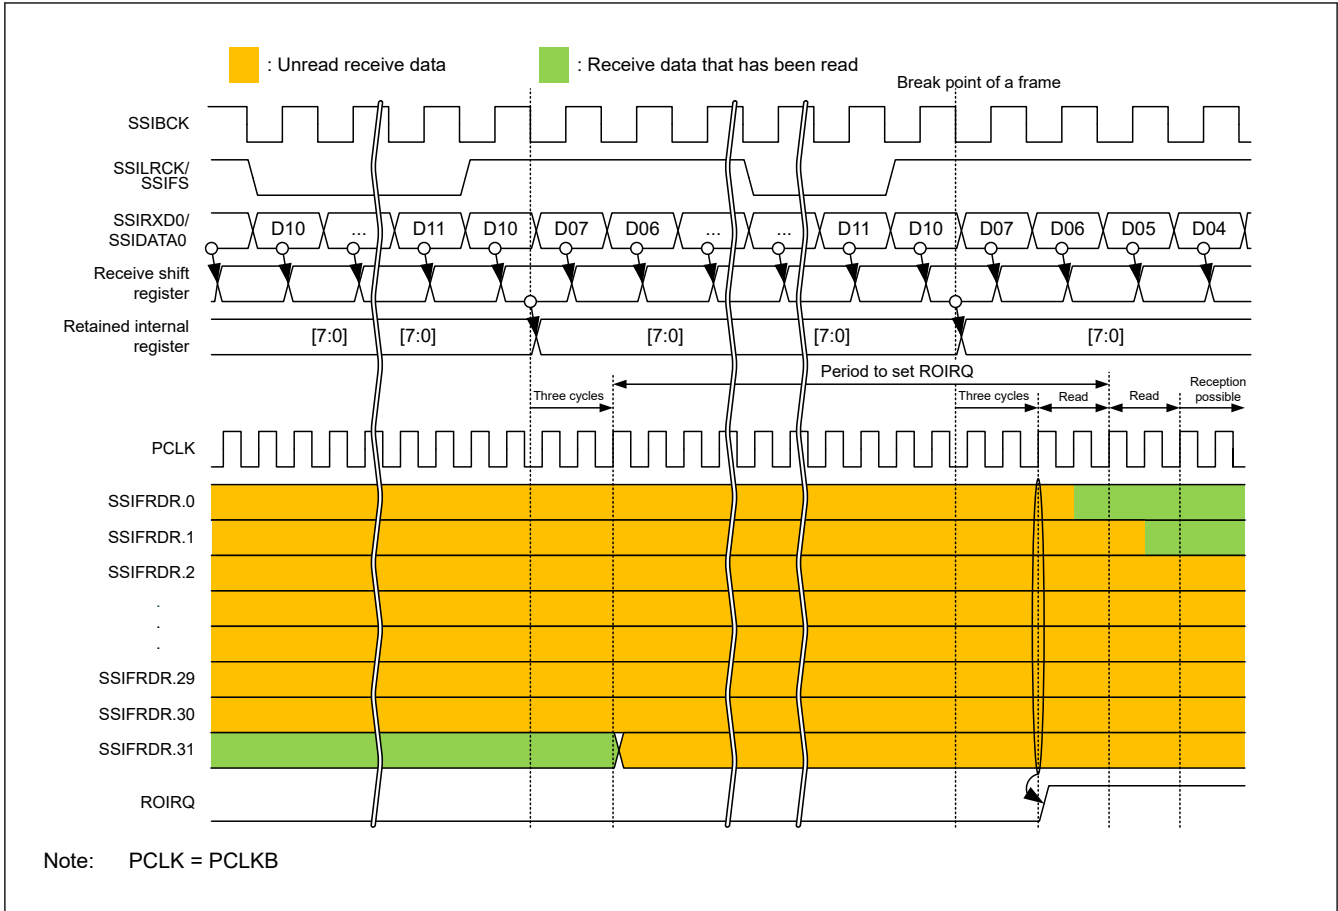 : Unread receive data
: Receive data that has been read
Break point of a frame
SSIBCK
SSILRCK/
SSIFS
SSIRXD0/
SSIDATA0
D10 ... D11 D10 D07 D06 ... ... D11 D10 D07 D06 D05 D04
Receive shift
register
Retained internal
register
[7:0] [7:0] [7:0] [7:0] [7:0]
Period to set ROIRQ
Reception
possible
Three cycles Three cycles Read Read
PCLK
SSIFRDR.0
SSIFRDR.1
SSIFRDR.2
.
.
.
SSIFRDR.29
SSIFRDR.30
SSIFRDR.31
ROIRQ
Note: PCLK = PCLKB